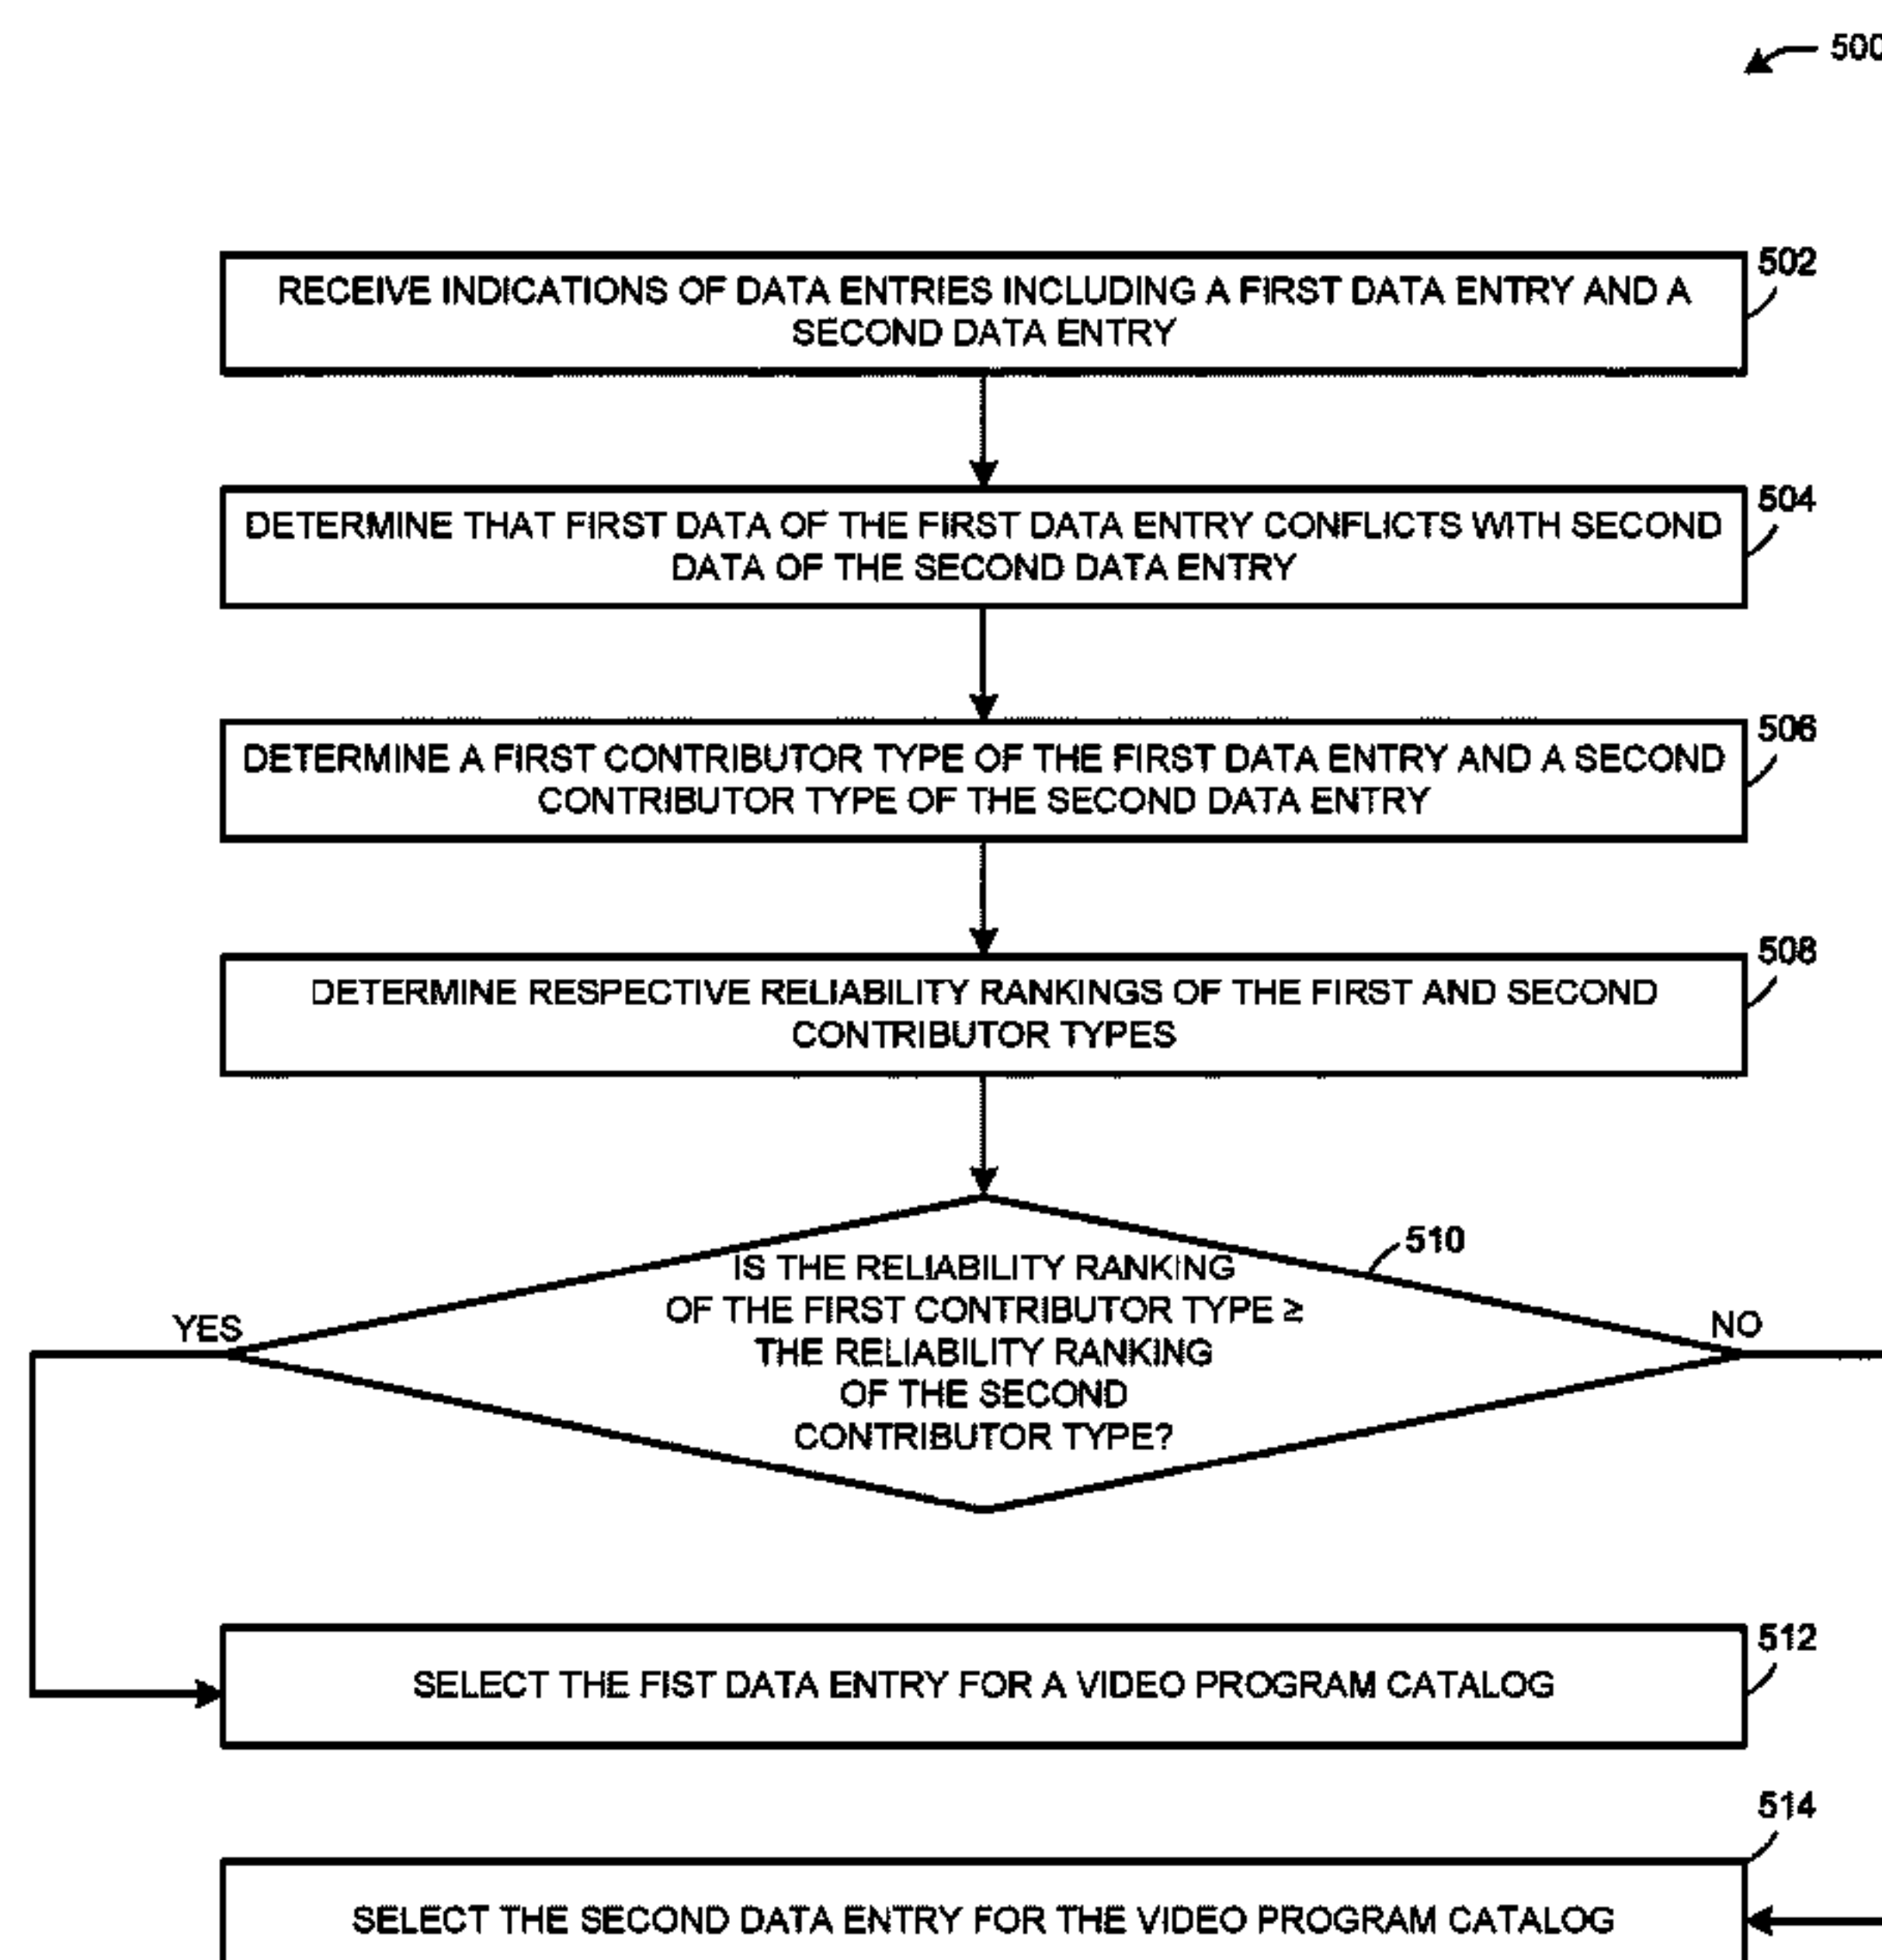 500
502
RECEIVE INDICATIONS OF DATA ENTRIES INCLUDING A FIRST DATA ENTRY AND A
SECOND DATA ENTRY
504
DETERMINE THAT FIRST DATA OF THE FIRST DATA ENTRY CONFLICTS WITH SECOND
DATA OF THE SECOND DATA ENTRY
506
DETERMINE A FIRST CONTRIBUTOR TYPE OF THE FIRST DATA ENTRY AND A SECOND
CONTRIBUTOR TYPE OF THE SECOND DATA ENTRY
508
DETERMINE RESPECTIVE RELIABILITY RANKINGS OF THE FIRST AND SECOND
CONTRIBUTOR TYPES
510
IS THE RELIABILITY RANKING
OF THE FIRST CONTRIBUTOR TYPE ≥
THE RELIABILITY RANKING
OF THE SECOND
CONTRIBUTOR TYPE?
YES
NO
512
SELECT THE FIST DATA ENTRY FOR A VIDEO PROGRAM CATALOG
514
SELECT THE SECOND DATA ENTRY FOR THE VIDEO PROGRAM CATALOG